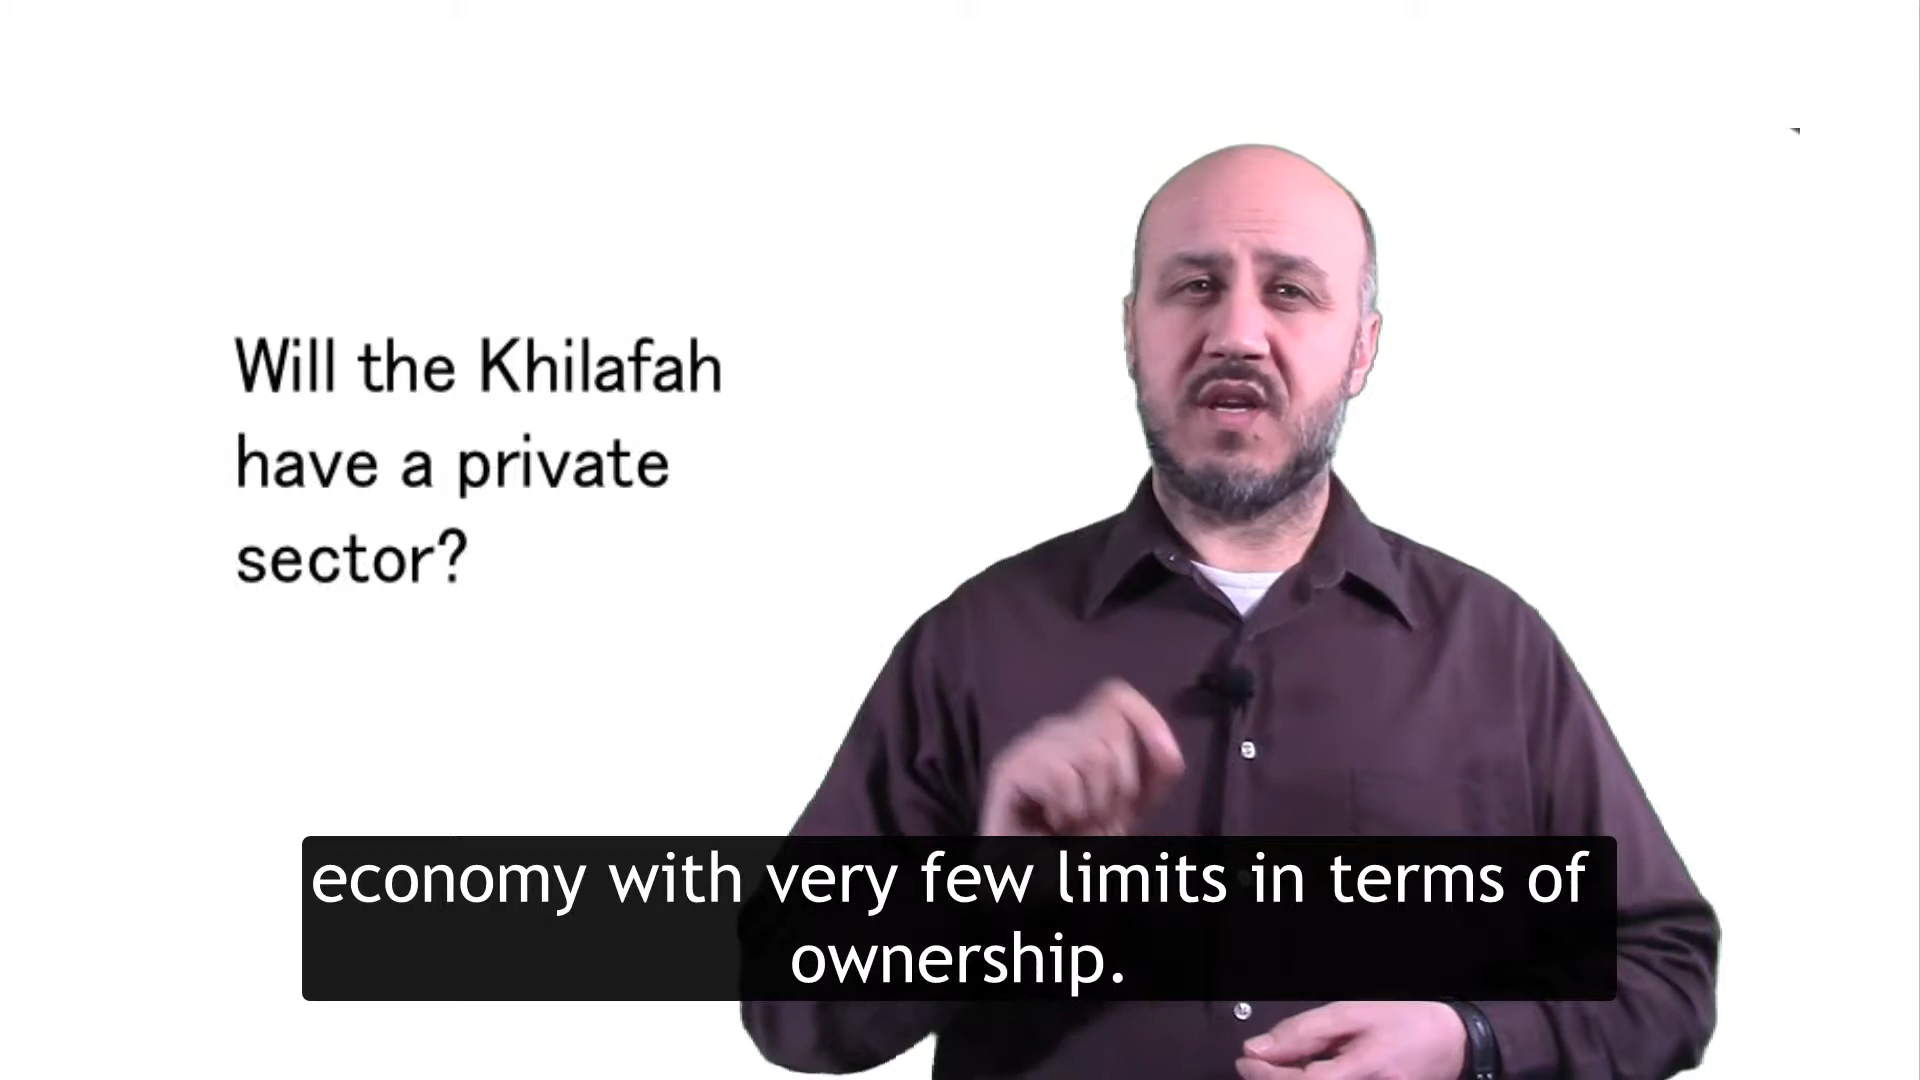 Will the Khilafah
have a private
sector?
economy with very few limits in terms of
ownership.